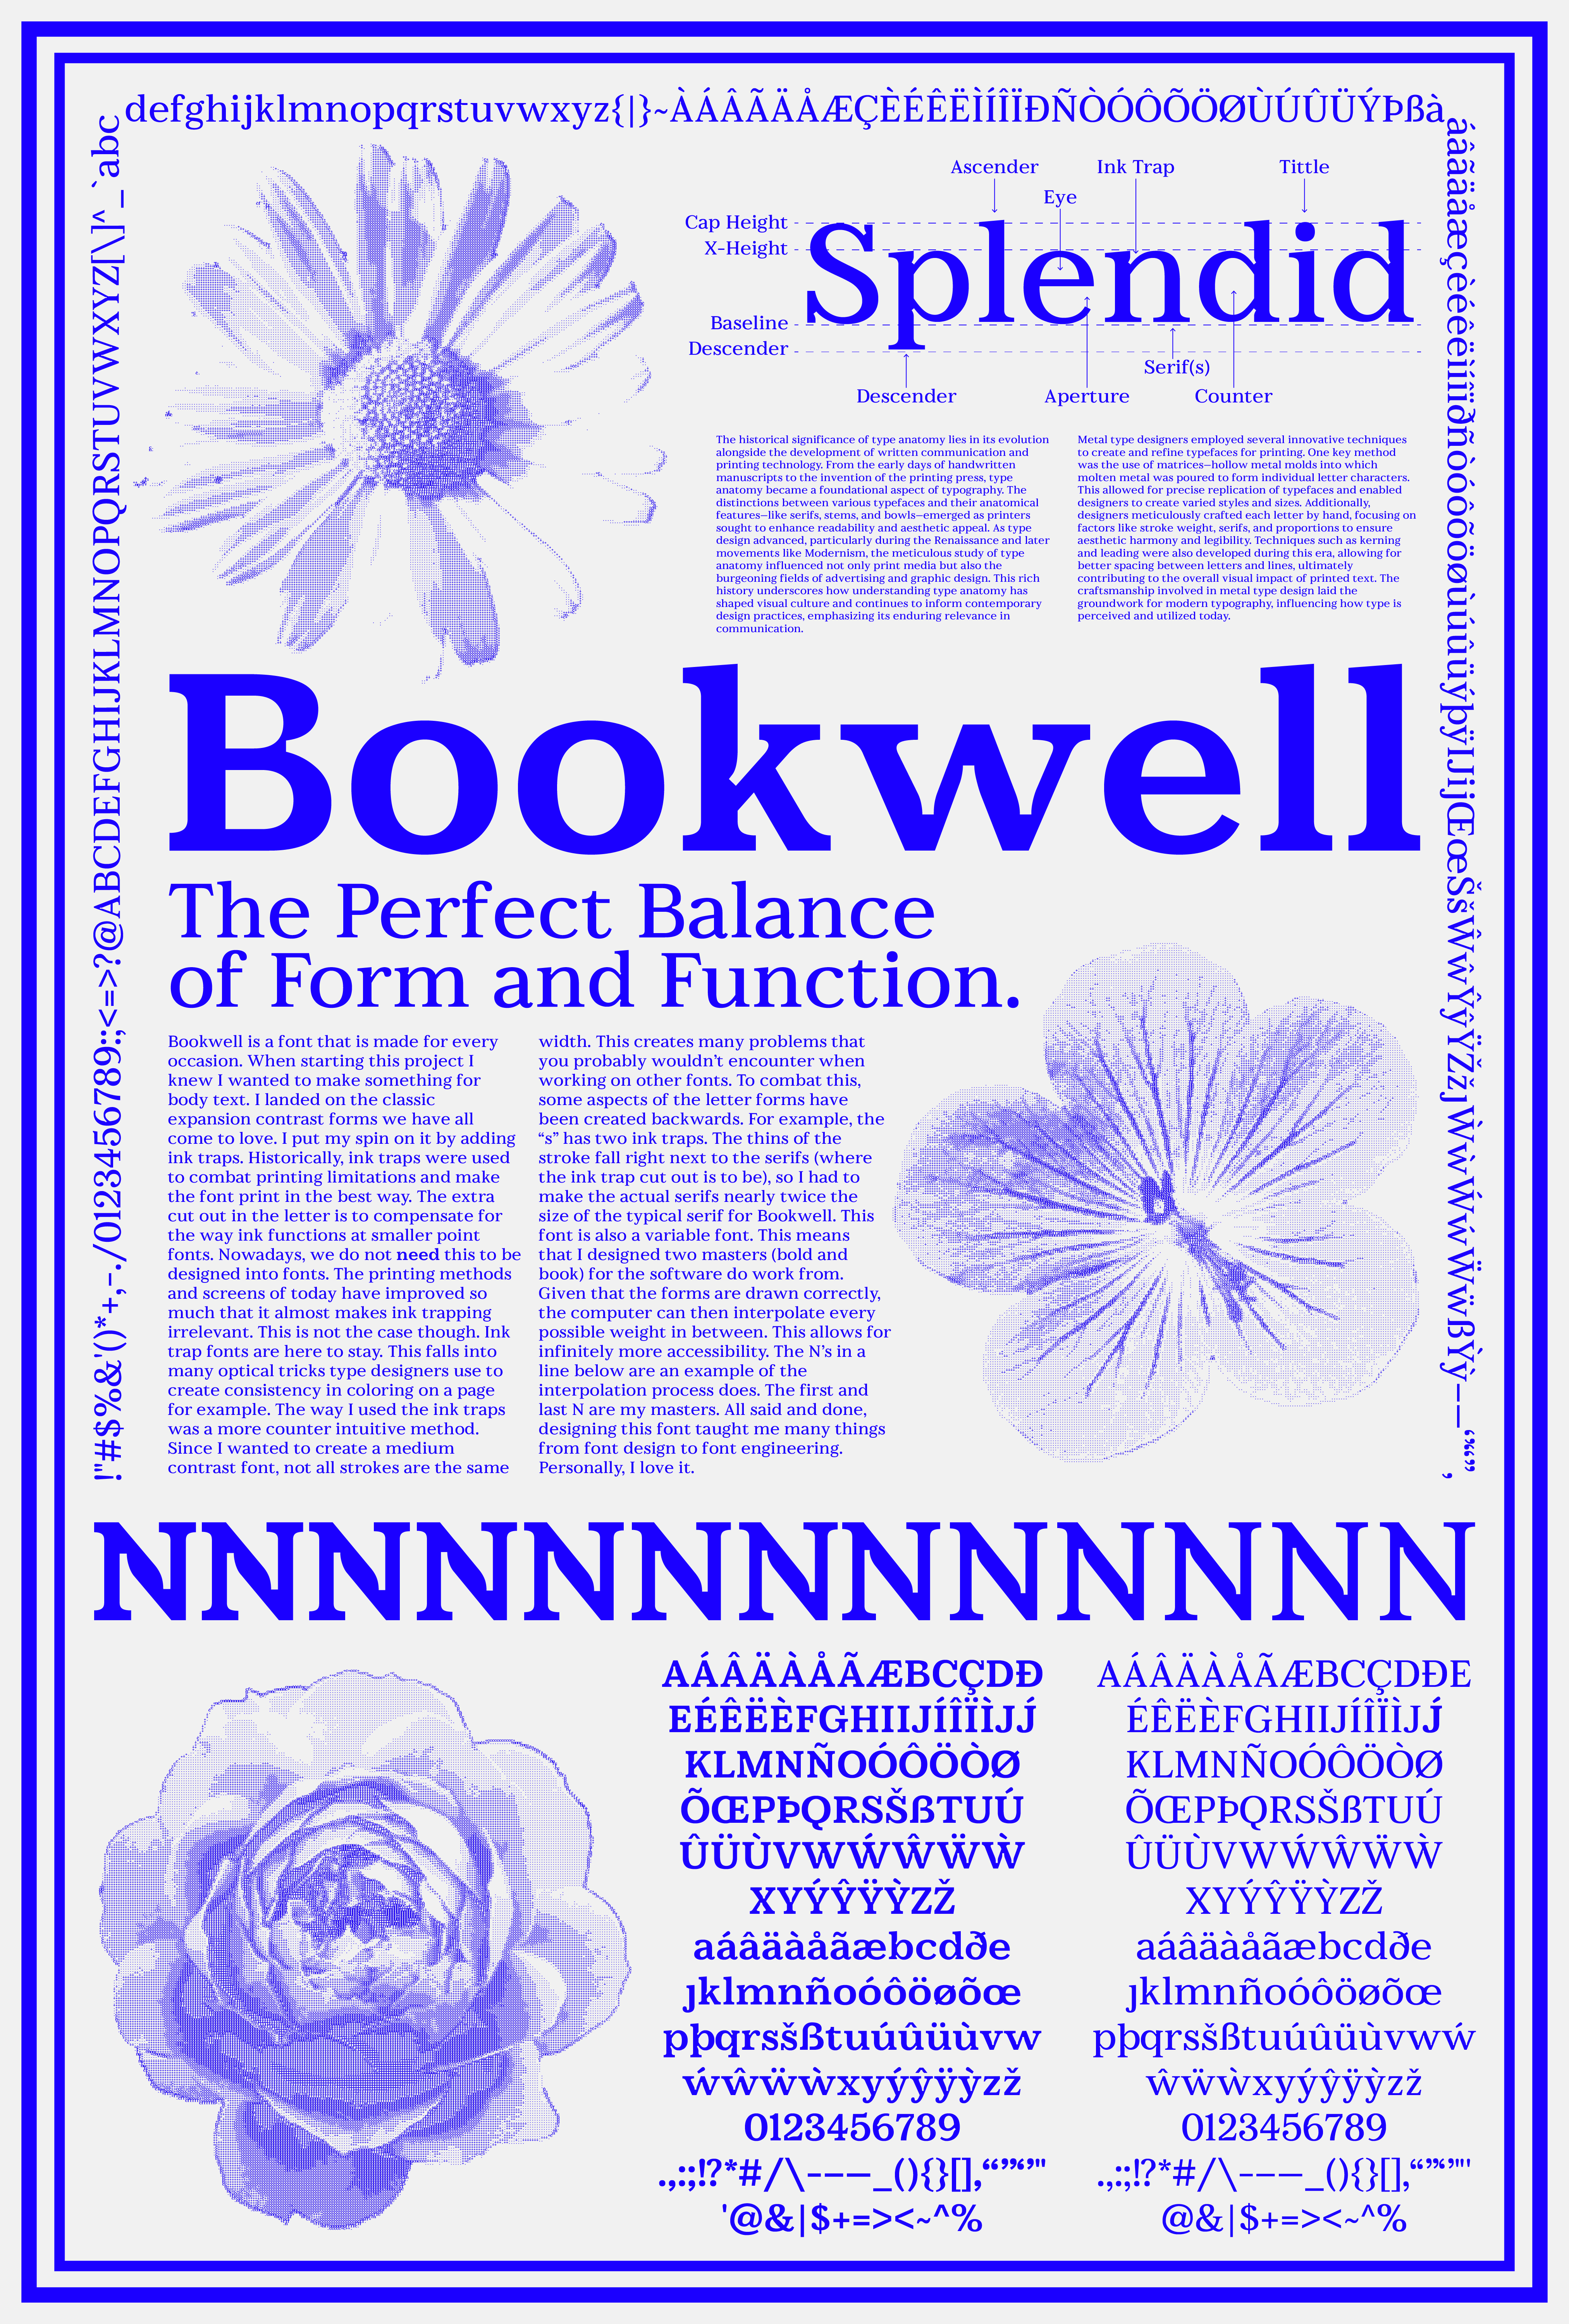 !"#$%&'()*+,-./0123456789:;<=>?@ABCDEFGHIJKLMNOPQRSTUVWXYZ[\]^_`abc
defghijklmnopqrstuvwxyz{|}~ÀÁÂÃÄÅÆÇÈÉÊËÌÍÎÏÐÑÒÓÔÕÖØÙÚÛÜÝÞßà
áâãäåæçèéêëìíîïðñòóôõöøùúûüýþÿĲĳŒœŠšŴŵŶŷŸŽžȷẀẁẂẃẄẅẞỲỳ–—‘’“”‚
Ascender
Ink Trap
Tittle
Eye
Cap Height
X-Height
Splendid
Baseline
Descender
Serif(s)
Descender
Aperture
Counter
The historical significance of type anatomy lies in its evolution
alongside the development of written communication and
printing technology. From the early days of handwritten
manuscripts to the invention of the printing press, type
anatomy became a foundational aspect of typography. The
distinctions between various typefaces and their anatomical
features—like serifs, stems, and bowls—emerged as printers
sought to enhance readability and aesthetic appeal. As type
design advanced, particularly during the Renaissance and later
movements like Modernism, the meticulous study of type
anatomy influenced not only print media but also the
burgeoning fields of advertising and graphic design. This rich
history underscores how understanding type anatomy has
shaped visual culture and continues to inform contemporary
design practices, emphasizing its enduring relevance in
communication.
Metal type designers employed several innovative techniques
to create and refine typefaces for printing. One key method
was the use of matrices—hollow metal molds into which
molten metal was poured to form individual letter characters.
This allowed for precise replication of typefaces and enabled
designers to create varied styles and sizes. Additionally,
designers meticulously crafted each letter by hand, focusing on
factors like stroke weight, serifs, and proportions to ensure
aesthetic harmony and legibility. Techniques such as kerning
and leading were also developed during this era, allowing for
better spacing between letters and lines, ultimately
contributing to the overall visual impact of printed text. The
craftsmanship involved in metal type design laid the
groundwork for modern typography, influencing how type is
perceived and utilized today.
Bookwell
The Perfect Balance
of Form and Function.
Bookwell is a font that is made for every
occasion. When starting this project I
knew I wanted to make something for
body text. I landed on the classic
expansion contrast forms we have all
come to love. I put my spin on it by adding
ink traps. Historically, ink traps were used
to combat printing limitations and make
the font print in the best way. The extra
cut out in the letter is to compensate for
the way ink functions at smaller point
fonts. Nowadays, we do not need this to be
designed into fonts. The printing methods
and screens of today have improved so
much that it almost makes ink trapping
irrelevant. This is not the case though. Ink
trap fonts are here to stay. This falls into
many optical tricks type designers use to
create consistency in coloring on a page
for example. The way I used the ink traps
was a more counter intuitive method.
Since I wanted to create a medium
contrast font, not all strokes are the same
width. This creates many problems that
you probably wouldn’t encounter when
working on other fonts. To combat this,
some aspects of the letter forms have
been created backwards. For example, the
“s” has two ink traps. The thins of the
stroke fall right next to the serifs (where
the ink trap cut out is to be), so I had to
make the actual serifs nearly twice the
size of the typical serif for Bookwell. This
font is also a variable font. This means
that I designed two masters (bold and
book) for the software do work from.
Given that the forms are drawn correctly,
the computer can then interpolate every
possible weight in between. This allows for
infinitely more accessibility. The N’s in a
line below are an example of the
interpolation process does. The first and
last N are my masters. All said and done,
designing this font taught me many things
from font design to font engineering.
Personally, I love it.
NNNNNNNNNNNNN
AÁÂÄÀÅÃÆBCÇDÐ
EÉÊËÈFGHIĲÍÎÏÌJJ́
KLMNÑOÓÔÖÒØ
ÕŒPÞQRSŠßTUÚ
ÛÜÙVWẂŴẄẀ
XYÝŶŸỲZŽ
aáâäàåãæbcdðe
ȷklmnñoóôöøõœ
pþqrsšßtuúûüùvw
ẃŵẅẁxyýŷÿỳzž
0123456789
.,:;!?*#/\-–—_(){}[]‚“”‘’"
'@&|$+=><~^%
AÁÂÄÀÅÃÆBCÇDÐE
ÉÊËÈFGHIĲÍÎÏÌJJ́
KLMNÑOÓÔÖÒØ
ÕŒPÞQRSŠßTUÚ
ÛÜÙVWẂŴẄẀ
XYÝŶŸỲZŽ
aáâäàåãæbcdðe
ȷklmnñoóôöøõœ
pþqrsšßtuúûüùvwẃ
ŵẅẁxyýŷÿỳzž
0123456789
.,:;!?*#/\-–—_(){}[]‚“”‘’"'
@&|$+=><~^%